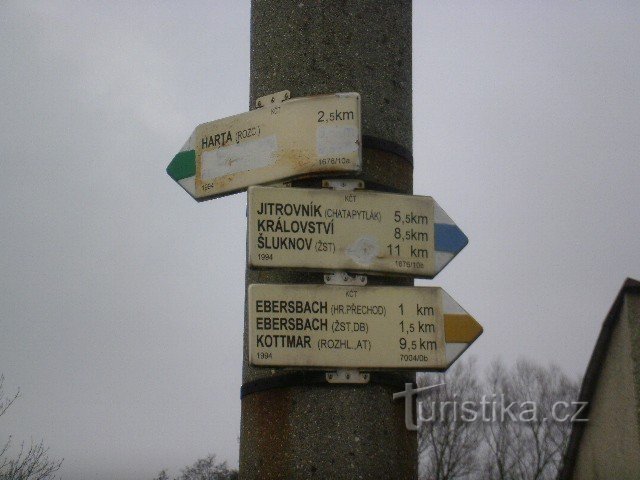 KČT
HARTA (ROZC.) 2,5km
1994 1676/10a
KČT
JITROVNÍK (CHATA PYTLÁK) 5,5km
KRÁLOVSTVÍ 8,5km
ŠLUKNOV (ŽST) 11 km
1994 1676/10b
KČT
EBERSBACH (HR.PŘECHOD) 1 km
EBERSBACH (ŽST,DB) 1,5 km
KOTTMAR (ROZHL.,AT) 9,5 km
1994 7004/0b
Turistika.cz